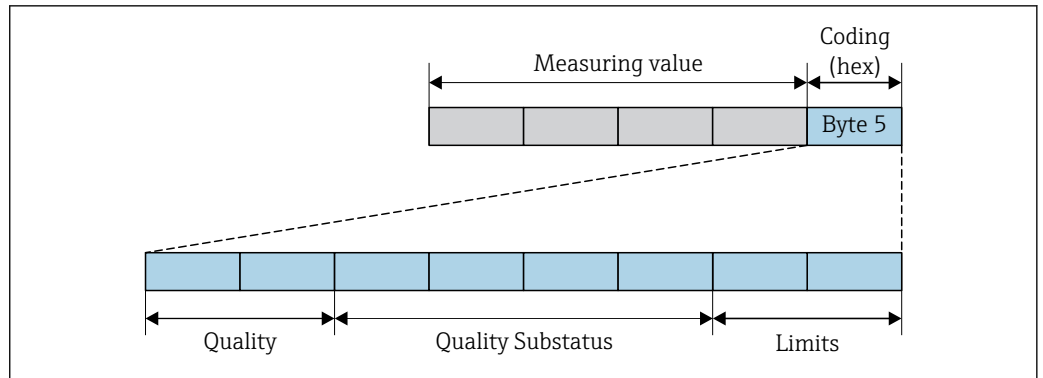 Coding
(hex)
Measuring value
Byte 5
Quality
Quality Substatus
Limits